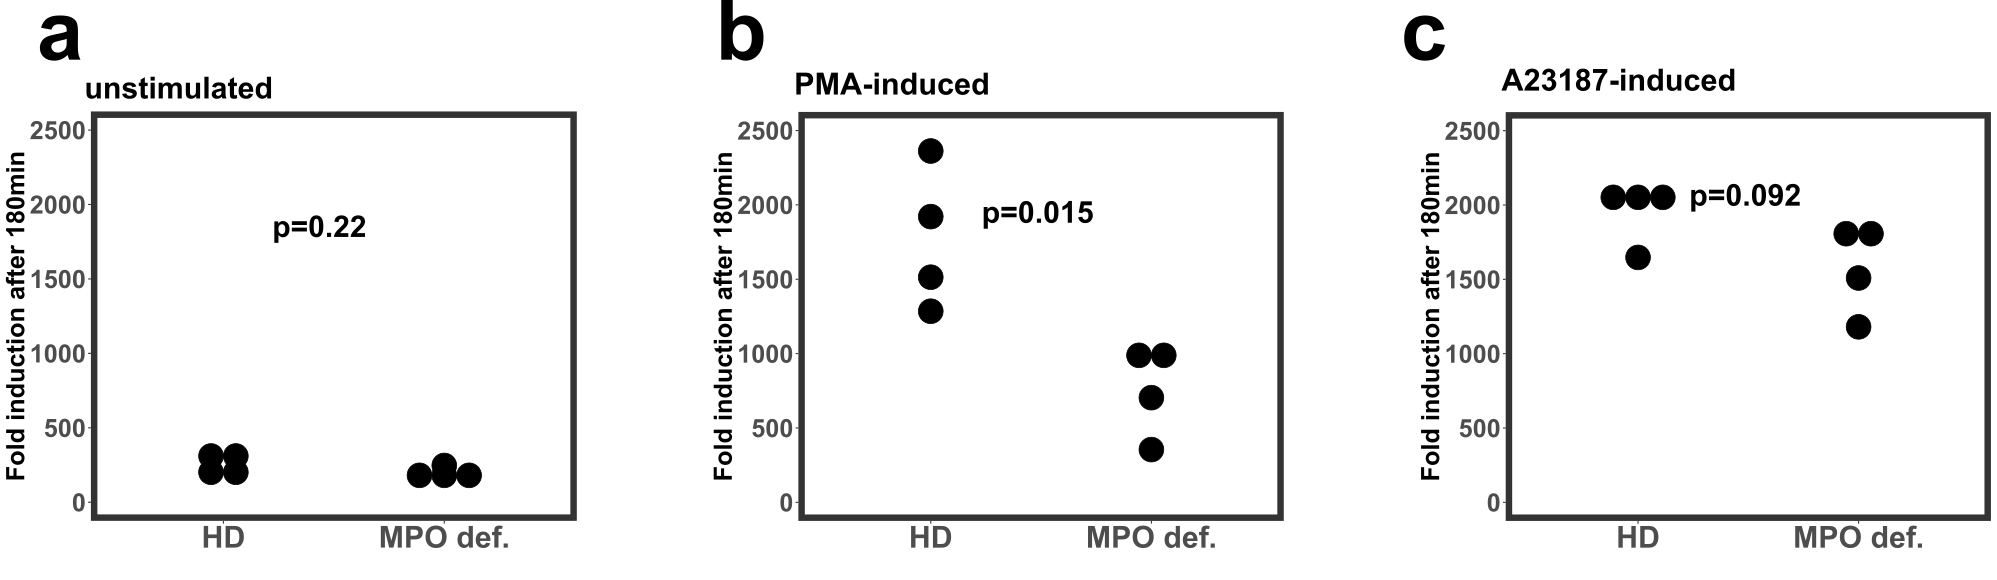 a
unstimulated
Fold induction after 180min
2500
2000
1500
1000
500
0
p=0.22
HD
MPO def.
b
PMA-induced
Fold induction after 180min
2500
2000
1500
1000
500
0
p=0.015
HD
MPO def.
c
A23187-induced
Fold induction after 180min
2500
2000
1500
1000
500
0
p=0.092
HD
MPO def.